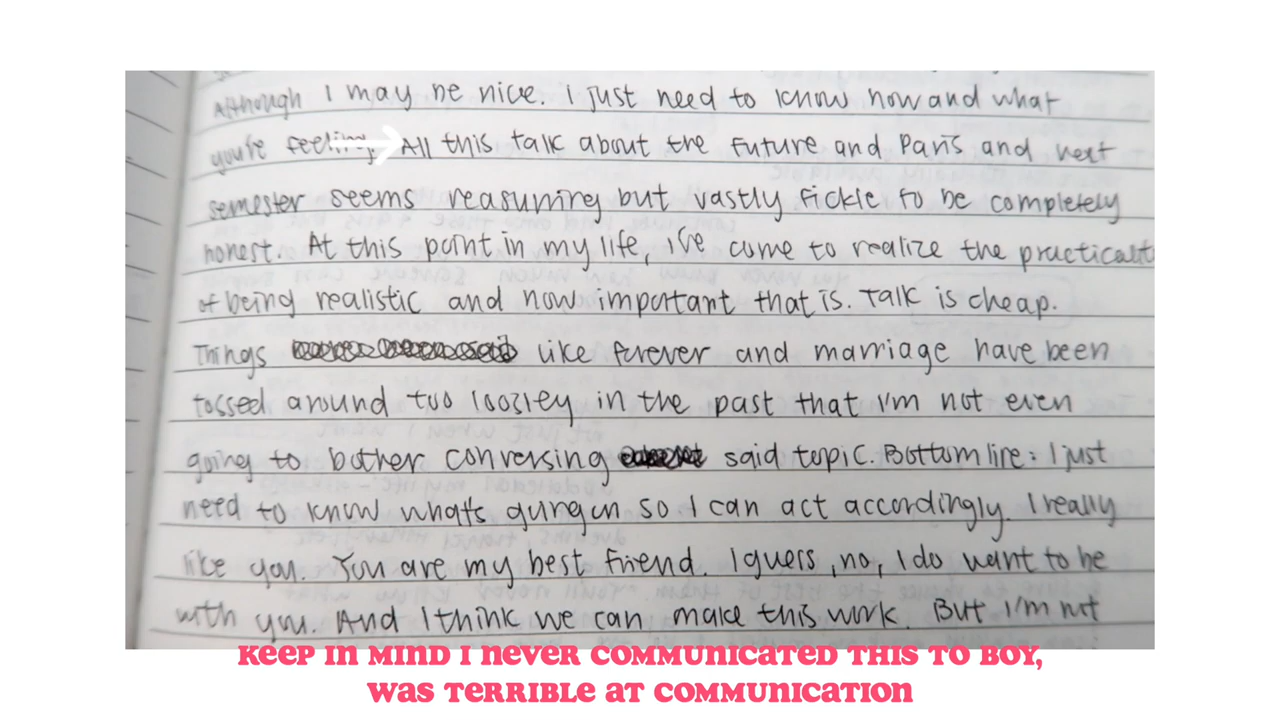 Although I may be nice. I just need to know how and what
you're feeling. All this talk about the future and Paris and next
semester seems reasurring but vastly fickle to be completely
honest. At this point in my life, I've come to realize the practicalit
of being realistic and how important that is. Talk is cheap.
Things like forever and marriage have been
tossed around too loosley in the past that I'm not even
going to bother conversing said topic. Bottom line: I just
need to know what's goingon so I can act accordingly. I really
like you. You are my best friend. I guess, no, I do want to be
with you. And I think we can make this work. But I'm not
KEEP IN MIND I NEVER COMMUNICATED THIS TO BOY,
WAS TERRIBLE AT COMMUNICATION